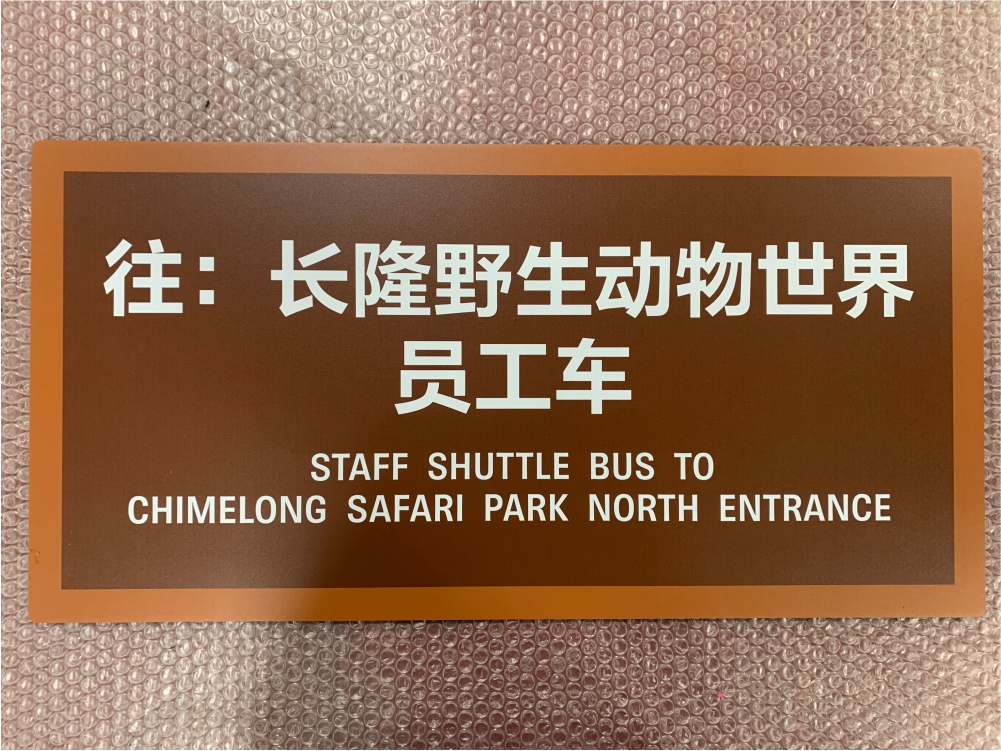 往：长隆野生动物世界
员工车
STAFF SHUTTLE BUS TO
CHIMELONG SAFARI PARK NORTH ENTRANCE